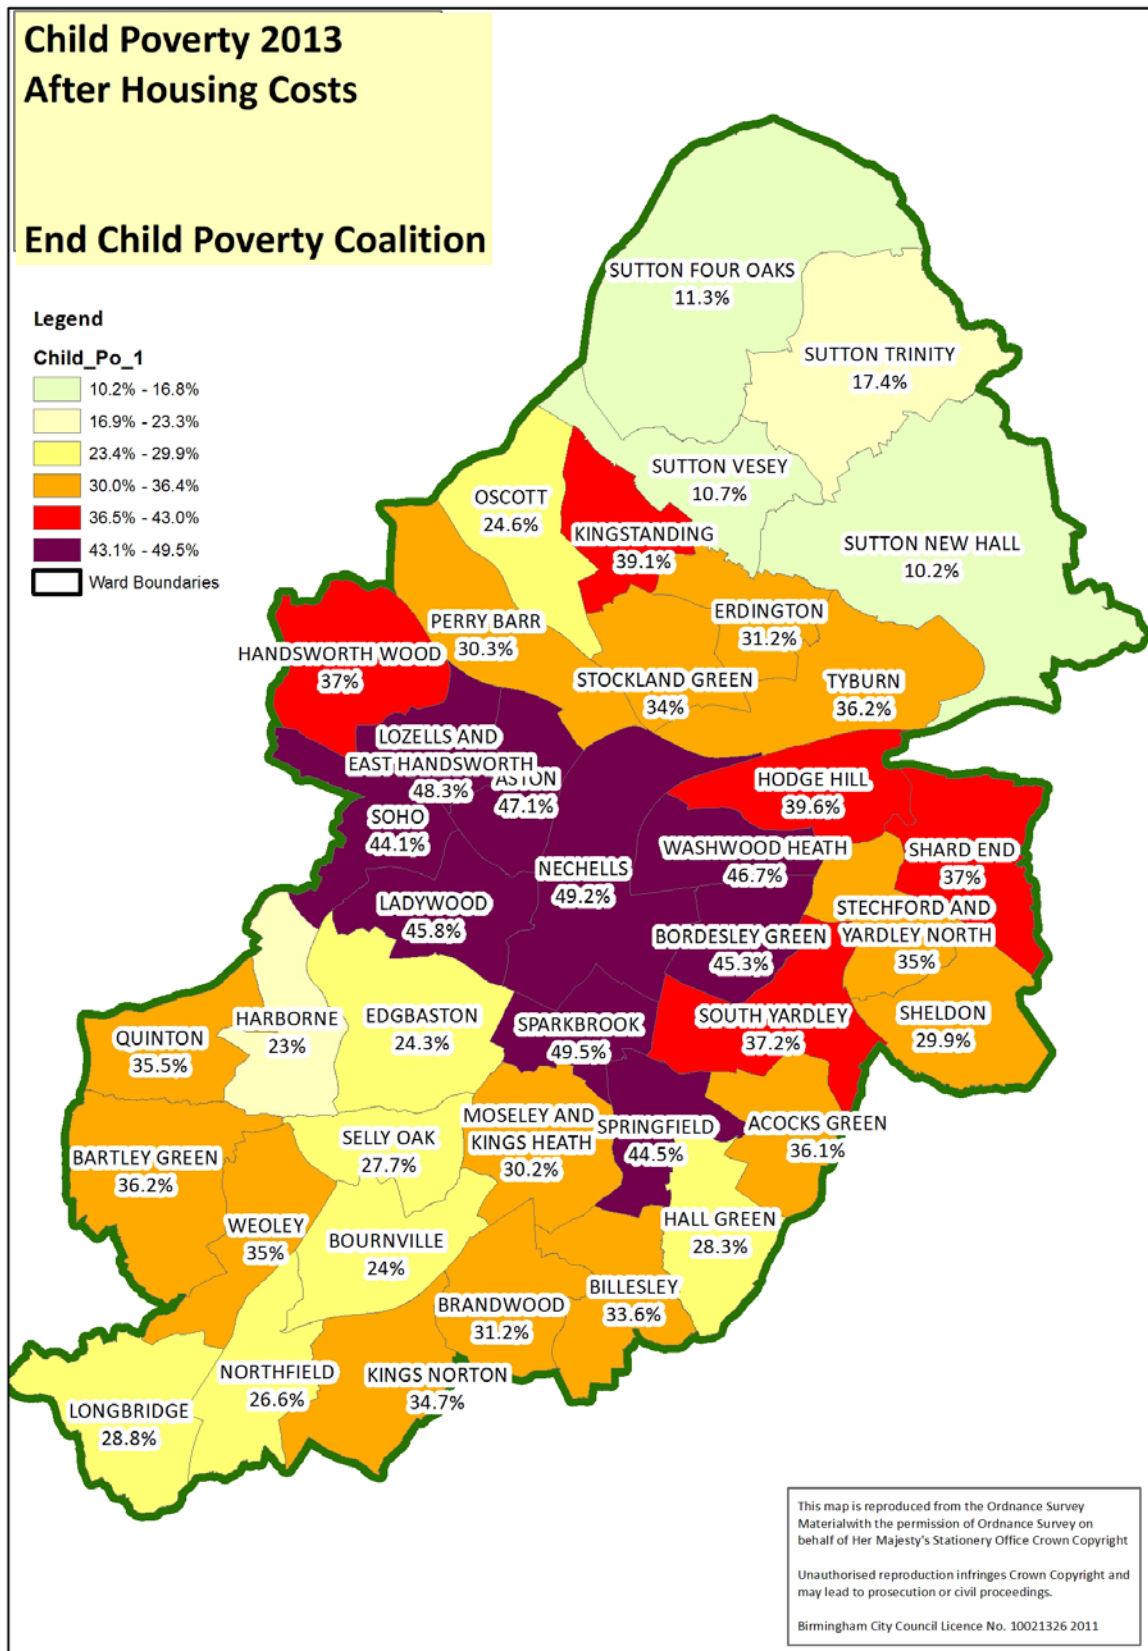 Child Poverty 2013
After Housing Costs
End Child Poverty Coalition
Legend
Child_Po_1
10.2% - 16.8%
16.9% - 23.3%
23.4% - 29.9%
30.0% - 36.4%
36.5% - 43.0%
43.1% - 49.5%
Ward Boundaries
SUTTON FOUR OAKS
11.3%
SUTTON TRINITY
17.4%
SUTTON VESEY
10.7%
OSCOTT
24.6%
KINGSTANDING
39.1%
SUTTON NEW HALL
10.2%
ERDINGTON
31.2%
PERRY BARR
30.3%
HANDSWORTH WOOD
37%
STOCKLAND GREEN
34%
TYBURN
36.2%
LOZELLS AND
EAST HANDSWORTH
48.3%
ASTON
47.1%
HODGE HILL
39.6%
SOHO
44.1%
WASHWOOD HEATH
46.7%
SHARD END
37%
NECHELLS
49.2%
LADYWOOD
45.8%
STECHFORD AND
YARDLEY NORTH
35%
BORDESLEY GREEN
45.3%
HARBORNE
23%
EDGBASTON
24.3%
SPARKBROOK
49.5%
SOUTH YARDLEY
37.2%
SHELDON
29.9%
QUINTON
35.5%
MOSELEY AND
KINGS HEATH
30.2%
SPRINGFIELD
44.5%
ACOCKS GREEN
36.1%
SELLY OAK
27.7%
BARTLEY GREEN
36.2%
WEOLEY
35%
HALL GREEN
28.3%
BOURNVILLE
24%
BILLESLEY
33.6%
BRANDWOOD
31.2%
NORTHFIELD
26.6%
KINGS NORTON
34.7%
LONGBRIDGE
28.8%
This map is reproduced from the Ordnance Survey
Materialwith the permission of Ordnance Survey on
behalf of Her Majesty's Stationery Office Crown Copyright
Unauthorised reproduction infringes Crown Copyright and
may lead to prosecution or civil proceedings.
Birmingham City Council Licence No. 10021326 2011